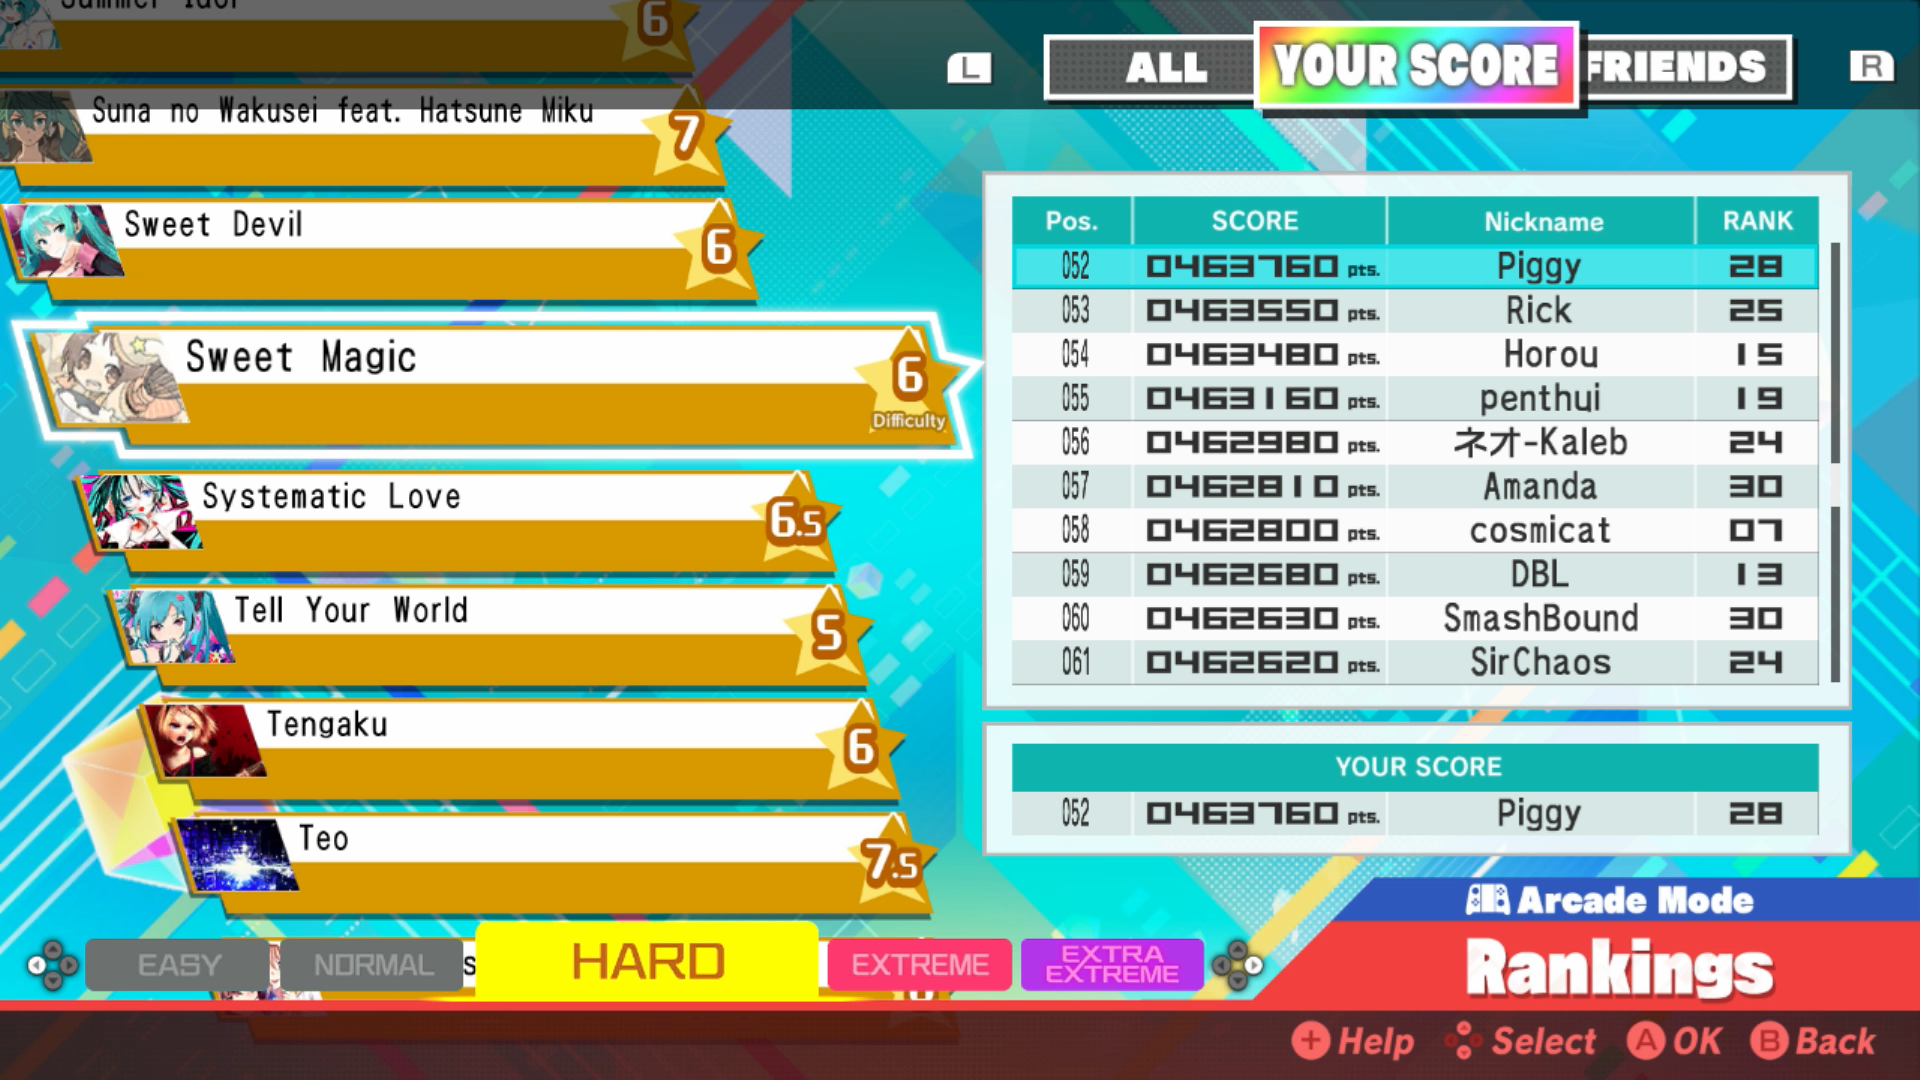 Summer Idol
6
Suna no Wakusei feat. Hatsune Miku
7
Sweet Devil
6
Sweet Magic
6
Difficulty
Systematic Love
6.5
Tell Your World
5
Tengaku
6
Teo
7.5
EASY NORMAL HARD EXTREME EXTRA EXTREME
L ALL YOUR SCORE FRIENDS R
Pos. SCORE Nickname RANK
052 0463760 pts. Piggy 28
053 0463550 pts. Rick 25
054 0463480 pts. Horou 15
055 0463160 pts. penthui 19
056 0462980 pts. ネオ-Kaleb 24
057 0462810 pts. Amanda 30
058 0462800 pts. cosmicat 07
059 0462680 pts. DBL 13
060 0462630 pts. SmashBound 30
061 0462620 pts. SirChaos 24
YOUR SCORE
052 0463760 pts. Piggy 28
Arcade Mode
Rankings
+ Help Select A OK B Back